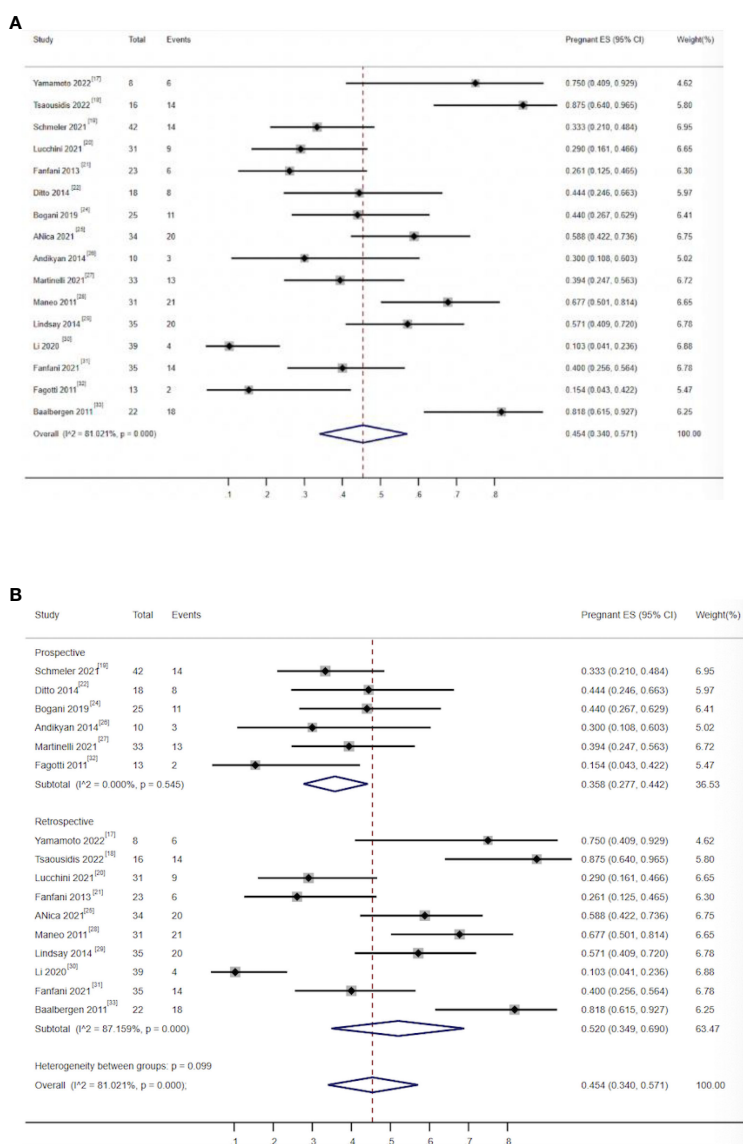 A
Study Total Events Pregnant ES (95% CI) Weight(%)
Yamamoto 2022[17] 8 6 0.750 (0.409, 0.929) 4.62
Tsaousidis 2022[18] 16 14 0.875 (0.640, 0.965) 5.80
Schmeler 2021[19] 42 14 0.333 (0.210, 0.484) 6.95
Lucchini 2021[20] 31 9 0.290 (0.161, 0.466) 6.65
Fanfani 2013[21] 23 6 0.261 (0.125, 0.465) 6.30
Ditto 2014[22] 18 8 0.444 (0.246, 0.663) 5.97
Bogani 2019[24] 25 11 0.440 (0.267, 0.629) 6.41
ANica 2021[25] 34 20 0.588 (0.422, 0.736) 6.75
Andikyan 2014[26] 10 3 0.300 (0.108, 0.603) 5.02
Martinelli 2021[27] 33 13 0.394 (0.247, 0.563) 6.72
Maneo 2011[28] 31 21 0.677 (0.501, 0.814) 6.65
Lindsay 2014[29] 35 20 0.571 (0.409, 0.720) 6.78
Li 2020[30] 39 4 0.103 (0.041, 0.236) 6.88
Fanfani 2021[31] 35 14 0.400 (0.256, 0.564) 6.78
Fagotti 2011[32] 13 2 0.154 (0.043, 0.422) 5.47
Baalbergen 2011[33] 22 18 0.818 (0.615, 0.927) 6.25
Overall (I^2 = 81.021%, p = 0.000) 0.454 (0.340, 0.571) 100.00
.1 .2 .3 .4 .5 .6 .7 .8
B
Study Total Events Pregnant ES (95% CI) Weight(%)
Prospective
Schmeler 2021[19] 42 14 0.333 (0.210, 0.484) 6.95
Ditto 2014[22] 18 8 0.444 (0.246, 0.663) 5.97
Bogani 2019[24] 25 11 0.440 (0.267, 0.629) 6.41
Andikyan 2014[26] 10 3 0.300 (0.108, 0.603) 5.02
Martinelli 2021[27] 33 13 0.394 (0.247, 0.563) 6.72
Fagotti 2011[32] 13 2 0.154 (0.043, 0.422) 5.47
Subtotal (I^2 = 0.000%, p = 0.545) 0.358 (0.277, 0.442) 36.53
Retrospective
Yamamoto 2022[17] 8 6 0.750 (0.409, 0.929) 4.62
Tsaousidis 2022[18] 16 14 0.875 (0.640, 0.965) 5.80
Lucchini 2021[20] 31 9 0.290 (0.161, 0.466) 6.65
Fanfani 2013[21] 23 6 0.261 (0.125, 0.465) 6.30
ANica 2021[25] 34 20 0.588 (0.422, 0.736) 6.75
Maneo 2011[28] 31 21 0.677 (0.501, 0.814) 6.65
Lindsay 2014[29] 35 20 0.571 (0.409, 0.720) 6.78
Li 2020[30] 39 4 0.103 (0.041, 0.236) 6.88
Fanfani 2021[31] 35 14 0.400 (0.256, 0.564) 6.78
Baalbergen 2011[33] 22 18 0.818 (0.615, 0.927) 6.25
Subtotal (I^2 = 87.159%, p = 0.000) 0.520 (0.349, 0.690) 63.47
Heterogeneity between groups: p = 0.099
Overall (I^2 = 81.021%, p = 0.000); 0.454 (0.340, 0.571) 100.00
.1 .2 .3 .4 .5 .6 .7 .8